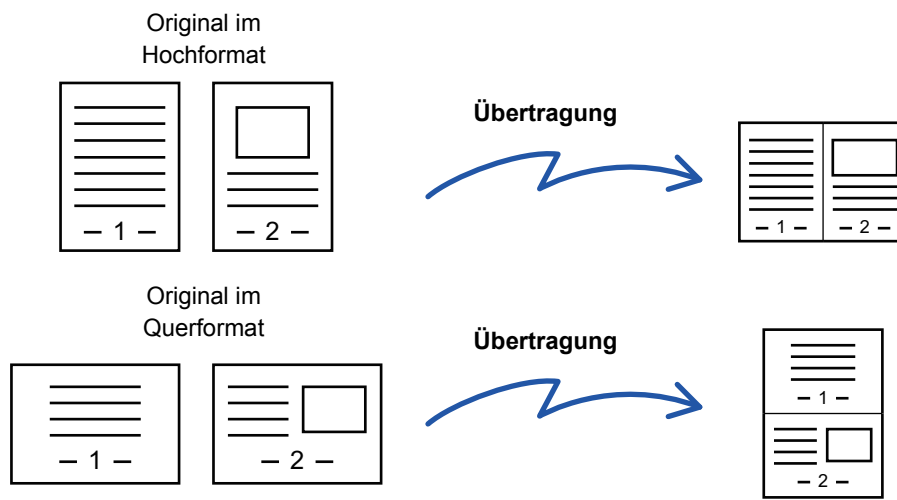 Original im
Hochformat
Übertragung
– 1 –
– 2 –
– 1 –
– 2 –
Original im
Querformat
Übertragung
– 1 –
– 1 –
– 2 –
– 2 –